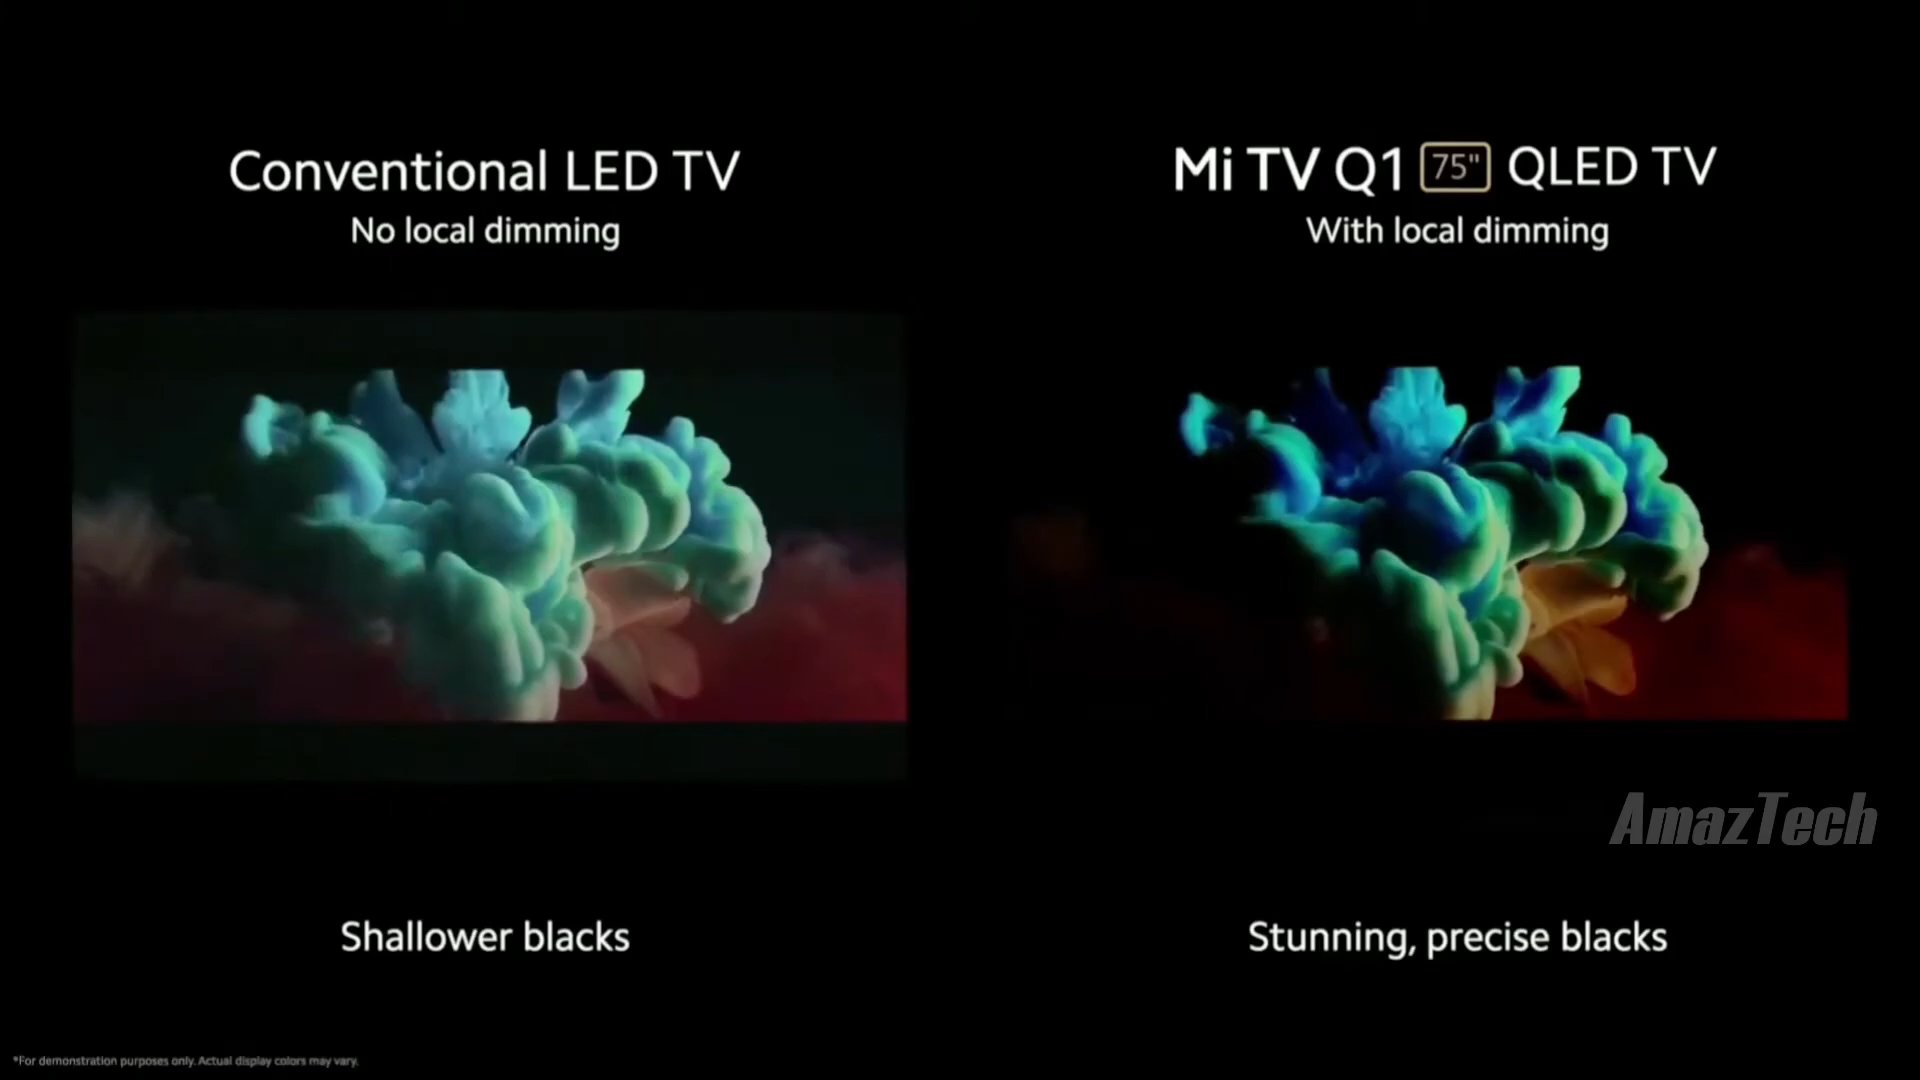 Conventional LED TV
No local dimming
Mi TV Q1 75" QLED TV
With local dimming
AmazTech
Shallower blacks
Stunning, precise blacks
*For demonstration purposes only. Actual display colors may vary.